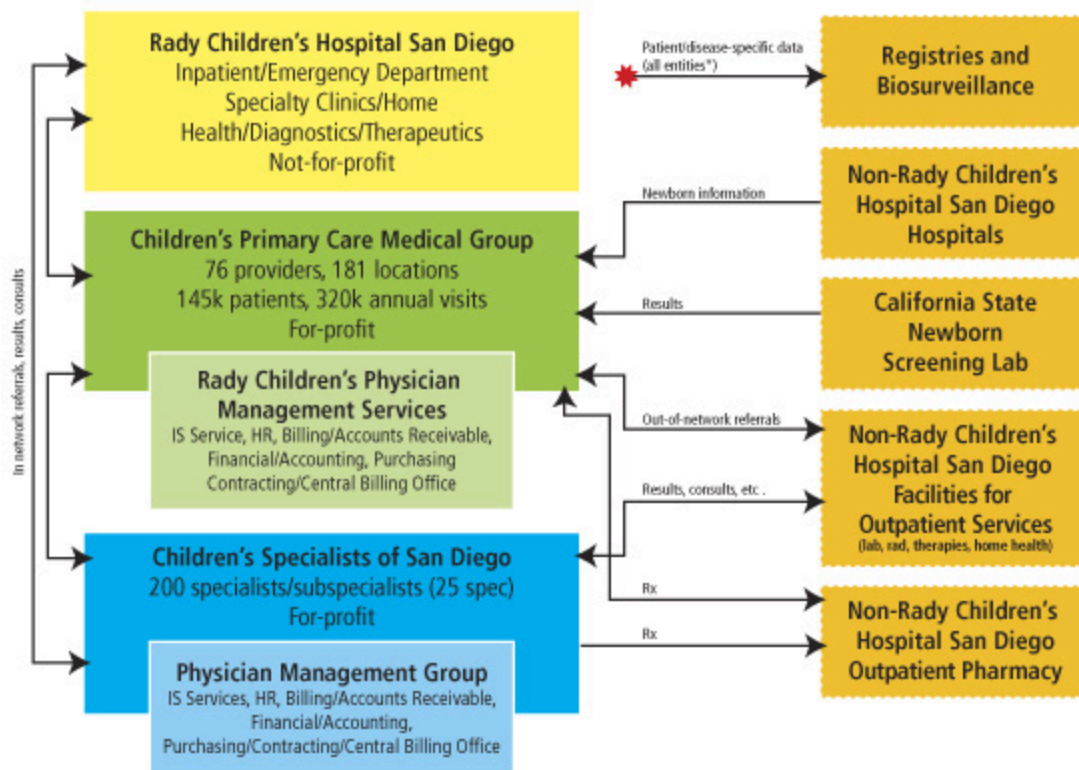 Rady Children's Hospital San Diego
Inpatient/Emergency Department
Specialty Clinics/Home
Health/Diagnostics/Therapeutics
Not-for-profit
Children's Primary Care Medical Group
76 providers, 181 locations
145k patients, 320k annual visits
For-profit
Rady Children's Physician
Management Services
IS Service, HR, Billing/Accounts Receivable,
Financial/Accounting, Purchasing
Contracting/Central Billing Office
Children's Specialists of San Diego
200 specialists/subspecialists (25 spec)
For-profit
Physician Management Group
IS Services, HR, Billing/Accounts Receivable,
Financial/Accounting,
Purchasing/Contracting/Central Billing Office
In network referrals, results, consults
Patient/disease-specific data
(all entities*)
Newborn information
Results
Out-of-network referrals
Results, consults, etc .
Rx
Rx
Registries and
Biosurveillance
Non-Rady Children's
Hospital San Diego
Hospitals
California State
Newborn
Screening Lab
Non-Rady Children's
Hospital San Diego
Facilities for
Outpatient Services
(lab, rad, therapies, home health)
Non-Rady Children's
Hospital San Diego
Outpatient Pharmacy